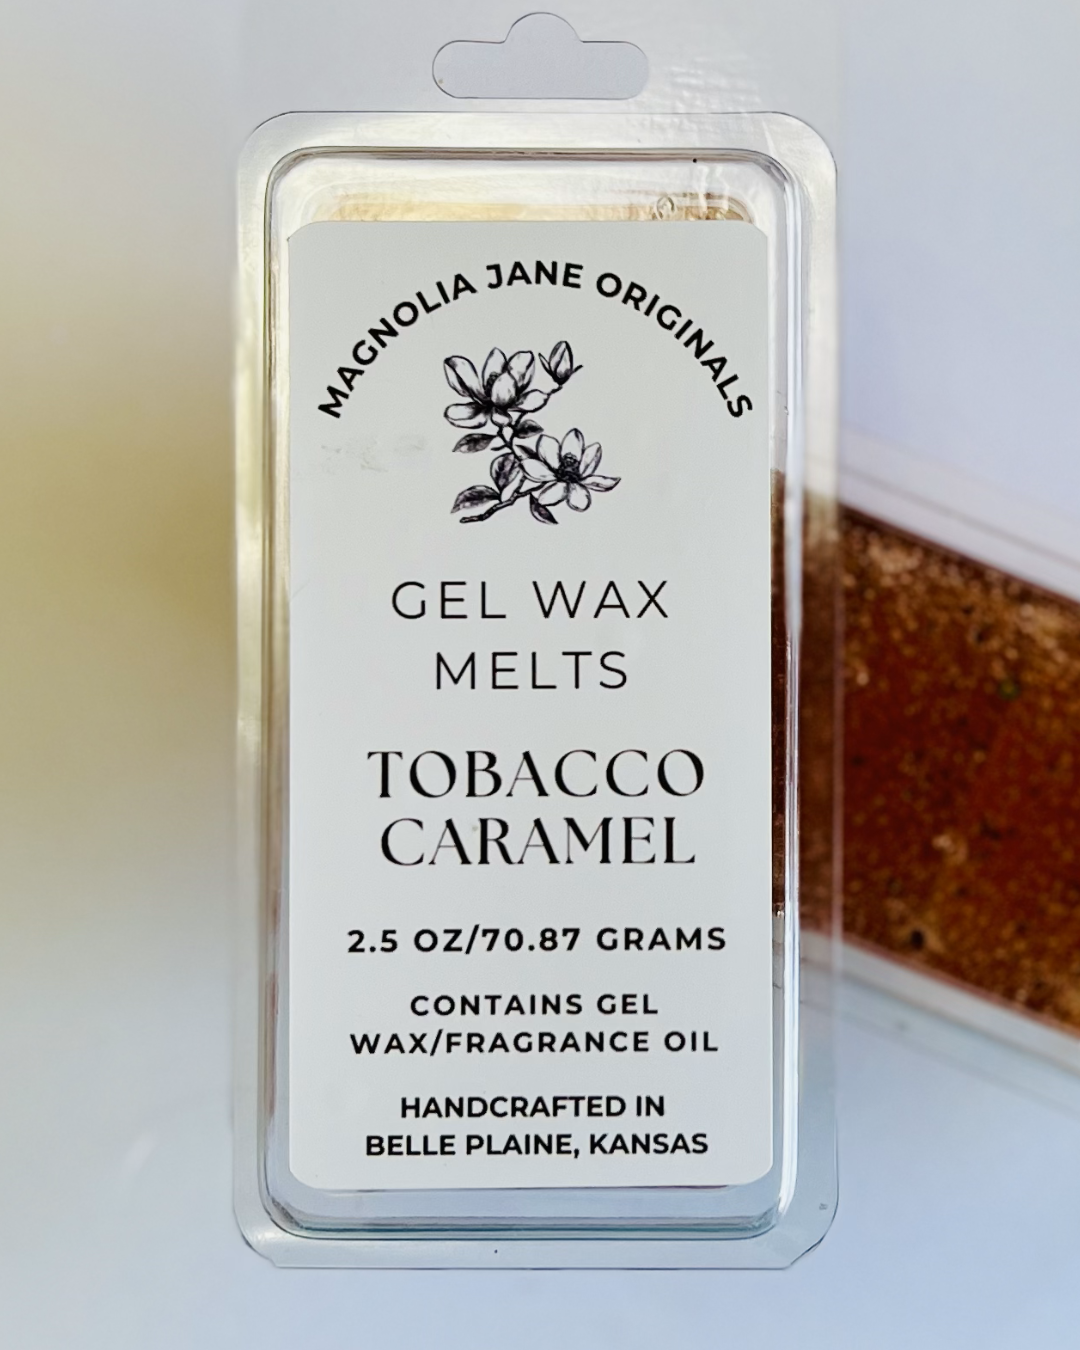 MAGNOLIA JANE ORIGINALS
GEL WAX
MELTS
TOBACCO
CARAMEL
2.5 OZ/70.87 GRAMS
CONTAINS GEL
WAX/FRAGRANCE OIL
HANDCRAFTED IN
BELLE PLAINE, KANSAS